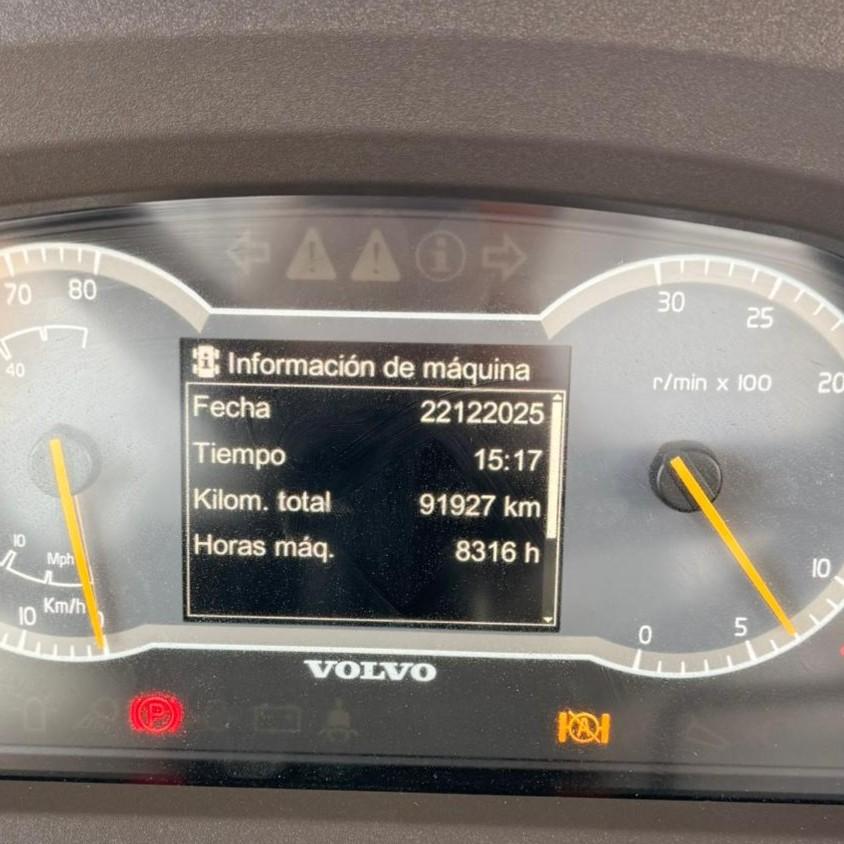 Información de máquina
Fecha 22122025
Tiempo 15:17
Kilom. total 91927 km
Horas máq. 8316 h
70 80
40
10
Mph
10 Km/h
30
25
20
r/min x 100
10
5
0
VOLVO
P
A